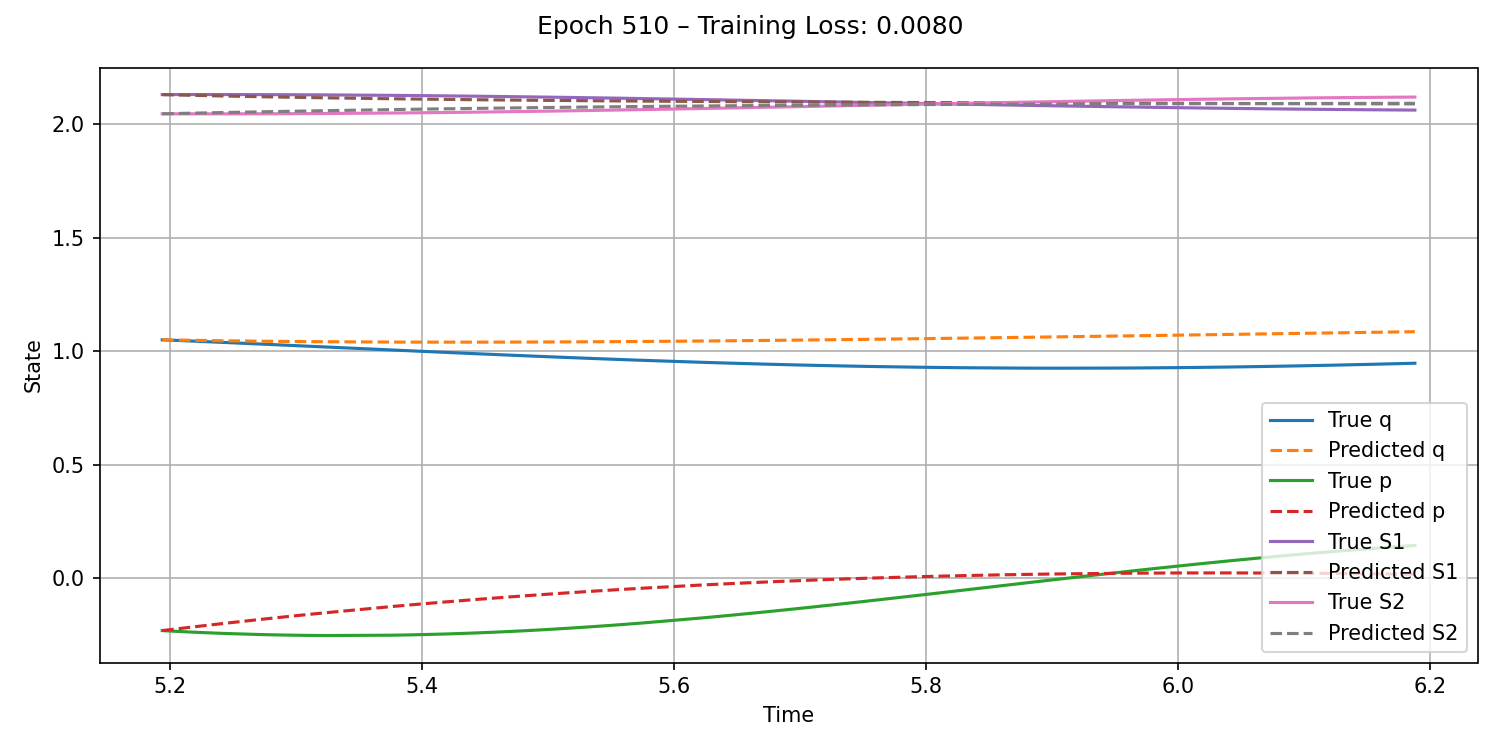 Epoch 510 – Training Loss: 0.0080
State
2.0
1.5
1.0
0.5
0.0
True q
Predicted q
True p
Predicted p
True S1
Predicted S1
True S2
Predicted S2
5.2 5.4 5.6 5.8 6.0 6.2
Time